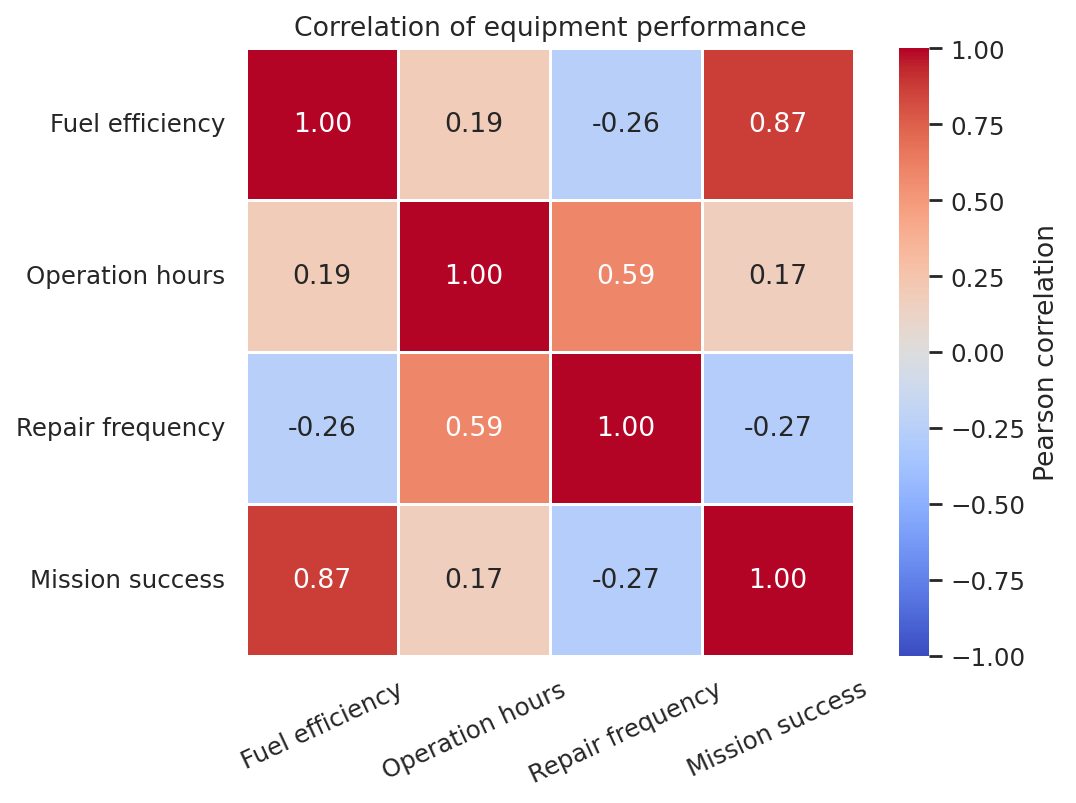 Correlation of equipment performance
Fuel efficiency 1.00 0.19 -0.26 0.87
Operation hours 0.19 1.00 0.59 0.17
Repair frequency -0.26 0.59 1.00 -0.27
Mission success 0.87 0.17 -0.27 1.00
Fuel efficiency Operation hours Repair frequency Mission success
1.00
0.75
0.50
0.25
0.00
−0.25
−0.50
−0.75
−1.00
Pearson correlation